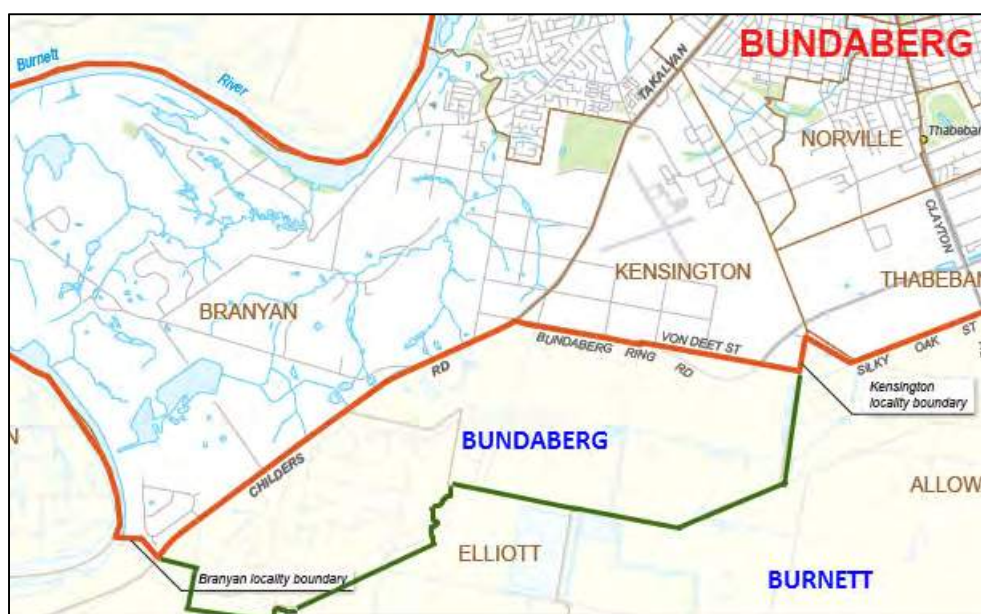 Burnett
River
TAKALVAN
BUNDABERG
NORVILLE
Thabeban
CLAYTON
KENSINGTON
THABEBAN
BRANYAN
BUNDABERG RING RD
VON DEET ST
SILKY OAK ST
Kensington
locality boundary
CHILDERS RD
BUNDABERG
N
ALLOW
ELLIOTT
BURNETT
Branyan locality boundary